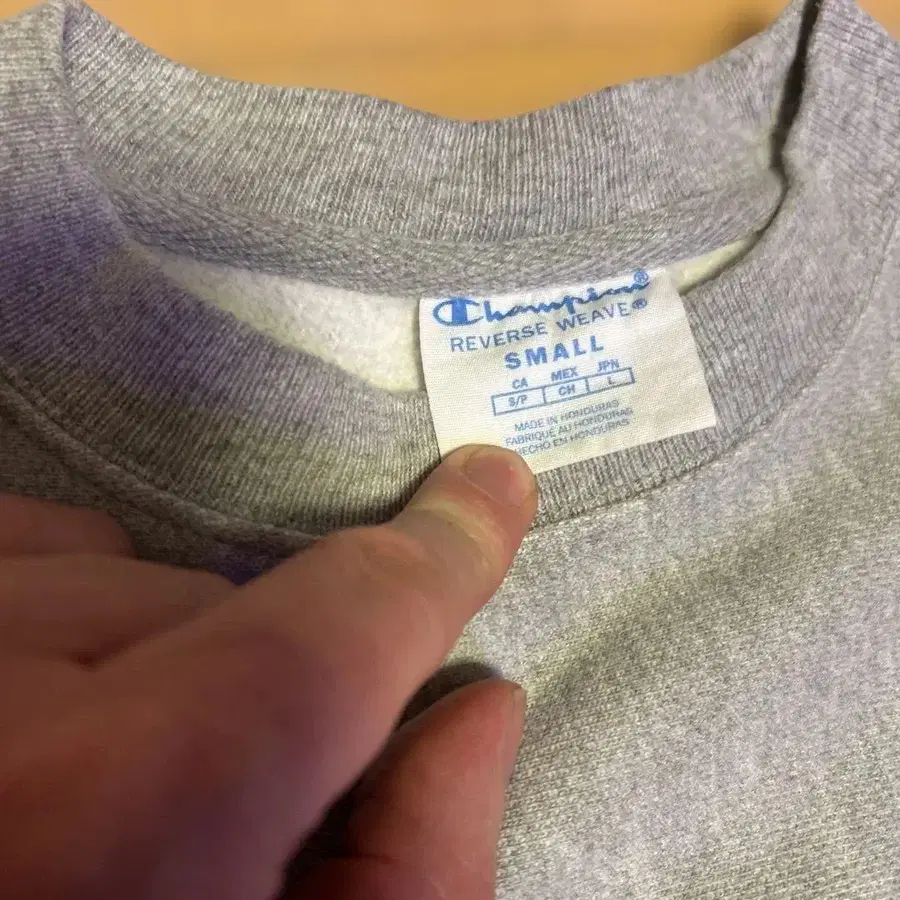 Champion®
REVERSE WEAVE®
SMALL
CA MEX JPN
S/P CH L
MADE IN HONDURAS
FABRIQUÉ AU HONDURAS
HECHO EN HONDURAS